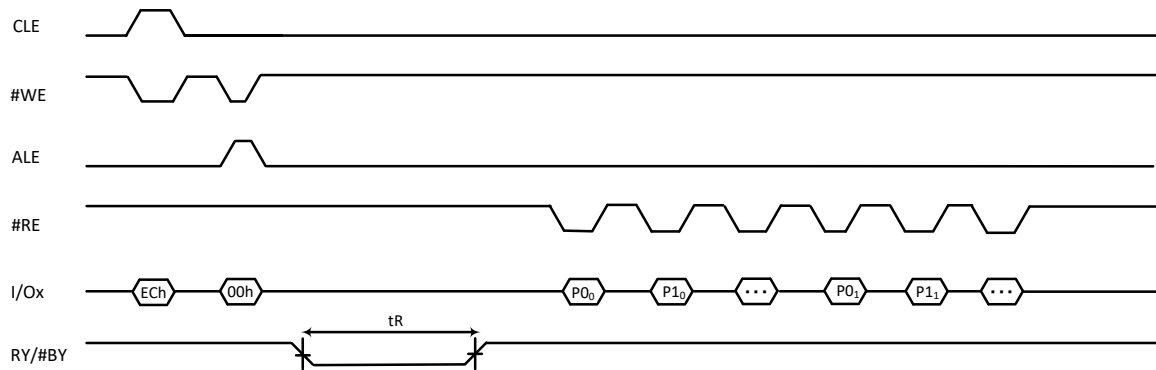 CLE
#WE
ALE
#RE
I/Ox ECh 00h P0₀ P1₀ ... P0₁ P1₁ ...
tR
RY/#BY